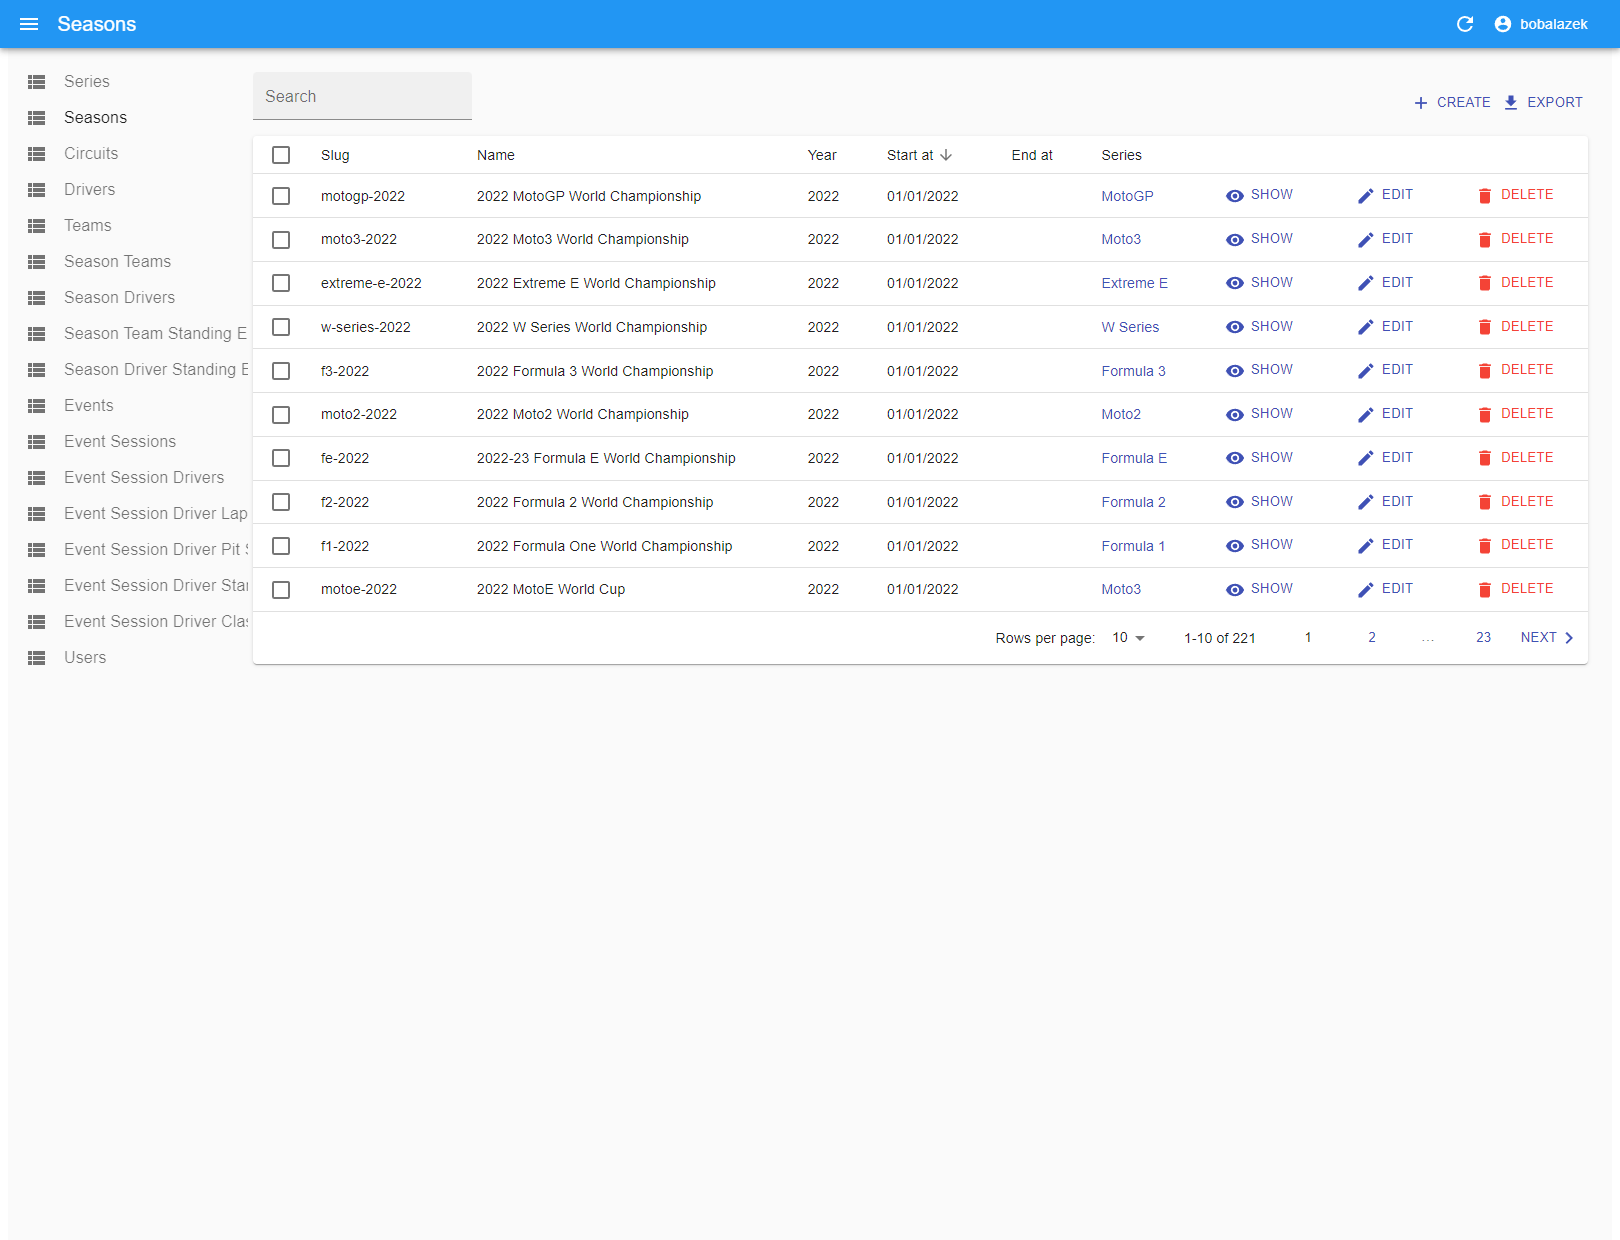 Seasons
bobalazek
Series
Seasons
Circuits
Drivers
Teams
Season Teams
Season Drivers
Season Team Standing E
Season Driver Standing E
Events
Event Sessions
Event Session Drivers
Event Session Driver Lap
Event Session Driver Pit S
Event Session Driver Star
Event Session Driver Clas
Users
Search
CREATE EXPORT
Slug Name Year Start at End at Series
motogp-2022 2022 MotoGP World Championship 2022 01/01/2022 MotoGP SHOW EDIT DELETE
moto3-2022 2022 Moto3 World Championship 2022 01/01/2022 Moto3 SHOW EDIT DELETE
extreme-e-2022 2022 Extreme E World Championship 2022 01/01/2022 Extreme E SHOW EDIT DELETE
w-series-2022 2022 W Series World Championship 2022 01/01/2022 W Series SHOW EDIT DELETE
f3-2022 2022 Formula 3 World Championship 2022 01/01/2022 Formula 3 SHOW EDIT DELETE
moto2-2022 2022 Moto2 World Championship 2022 01/01/2022 Moto2 SHOW EDIT DELETE
fe-2022 2022-23 Formula E World Championship 2022 01/01/2022 Formula E SHOW EDIT DELETE
f2-2022 2022 Formula 2 World Championship 2022 01/01/2022 Formula 2 SHOW EDIT DELETE
f1-2022 2022 Formula One World Championship 2022 01/01/2022 Formula 1 SHOW EDIT DELETE
motoe-2022 2022 MotoE World Cup 2022 01/01/2022 Moto3 SHOW EDIT DELETE
Rows per page: 10 1-10 of 221 1 2 ... 23 NEXT